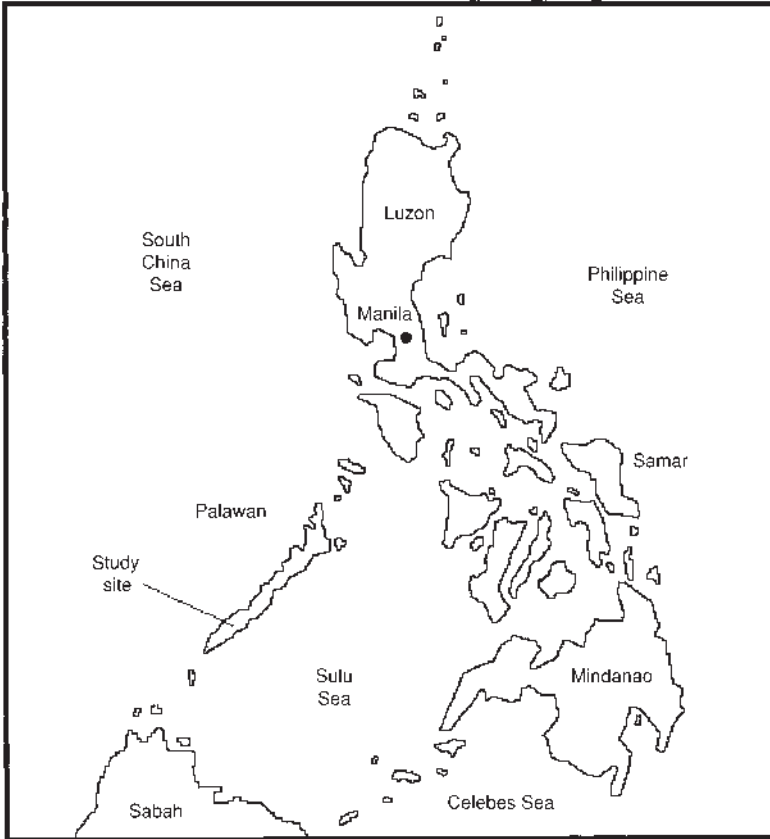 Luzon
South
China
Sea
Philippine
Sea
Manila
Samar
Palawan
Study
site
Sulu
Sea
Mindanao
Celebes Sea
Sabah